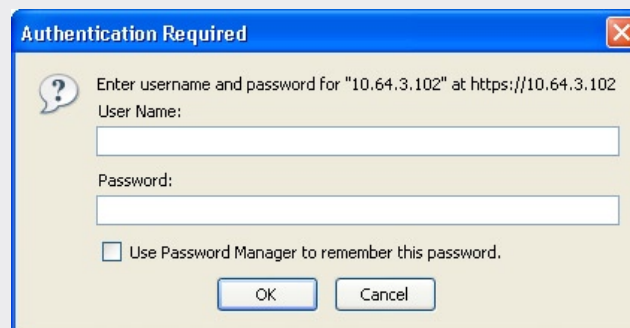 Authentication Required
Enter username and password for "10.64.3.102" at https://10.64.3.102
User Name:
Password:
Use Password Manager to remember this password.
OK
Cancel